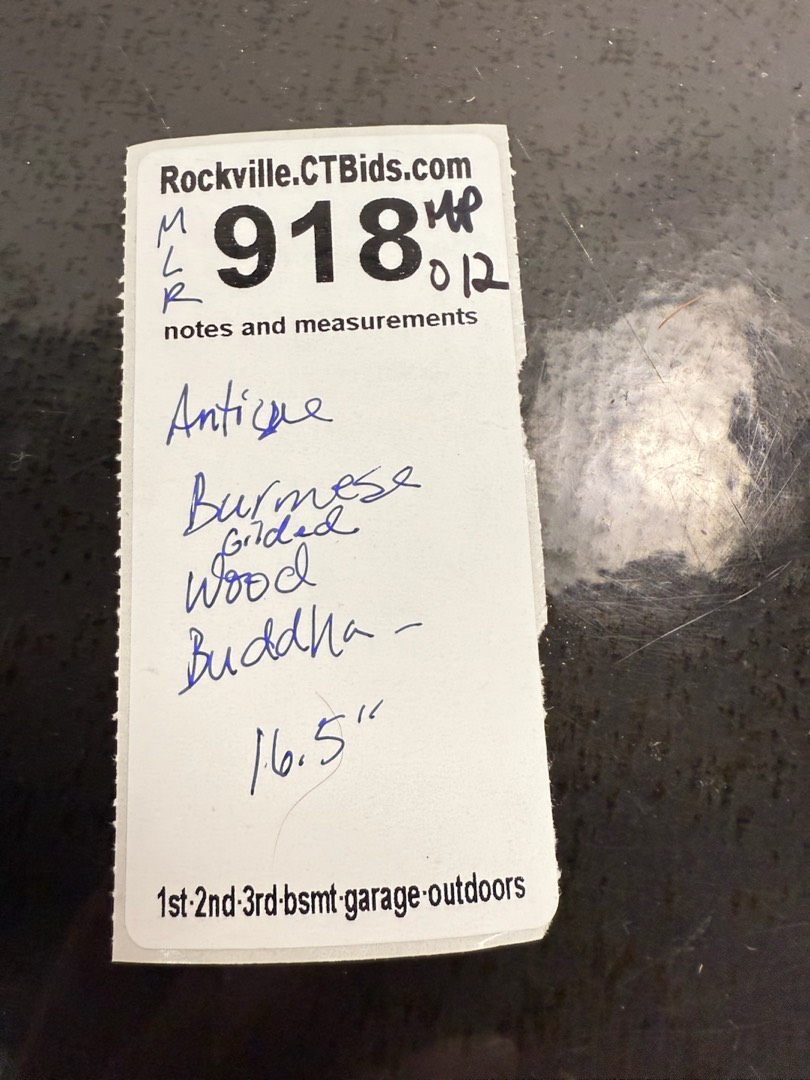 Rockville.CTBids.com
MLR
918
MP
012
notes and measurements
Antique
Burmese
Gilded
Wood
Buddha -
16.5"
1st·2nd·3rd·bsmt·garage·outdoors